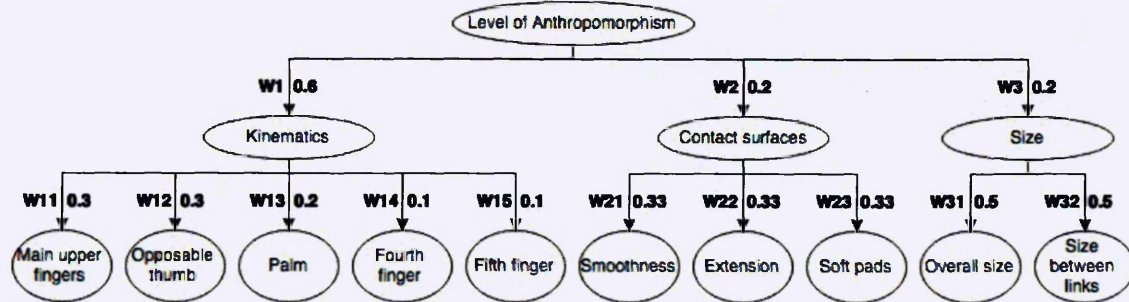 Level of Anthropomorphism
W1 0.6
W2 0.2
W3 0.2
Kinematics
Contact surfaces
Size
W11 0.3
W12 0.3
W13 0.2
W14 0.1
W15 0.1
W21 0.33
W22 0.33
W23 0.33
W31 0.5
W32 0.5
Main upper
fingers
Opposable
thumb
Palm
Fourth
finger
Fifth finger
Smoothness
Extension
Soft pads
Overall size
Size
between
links